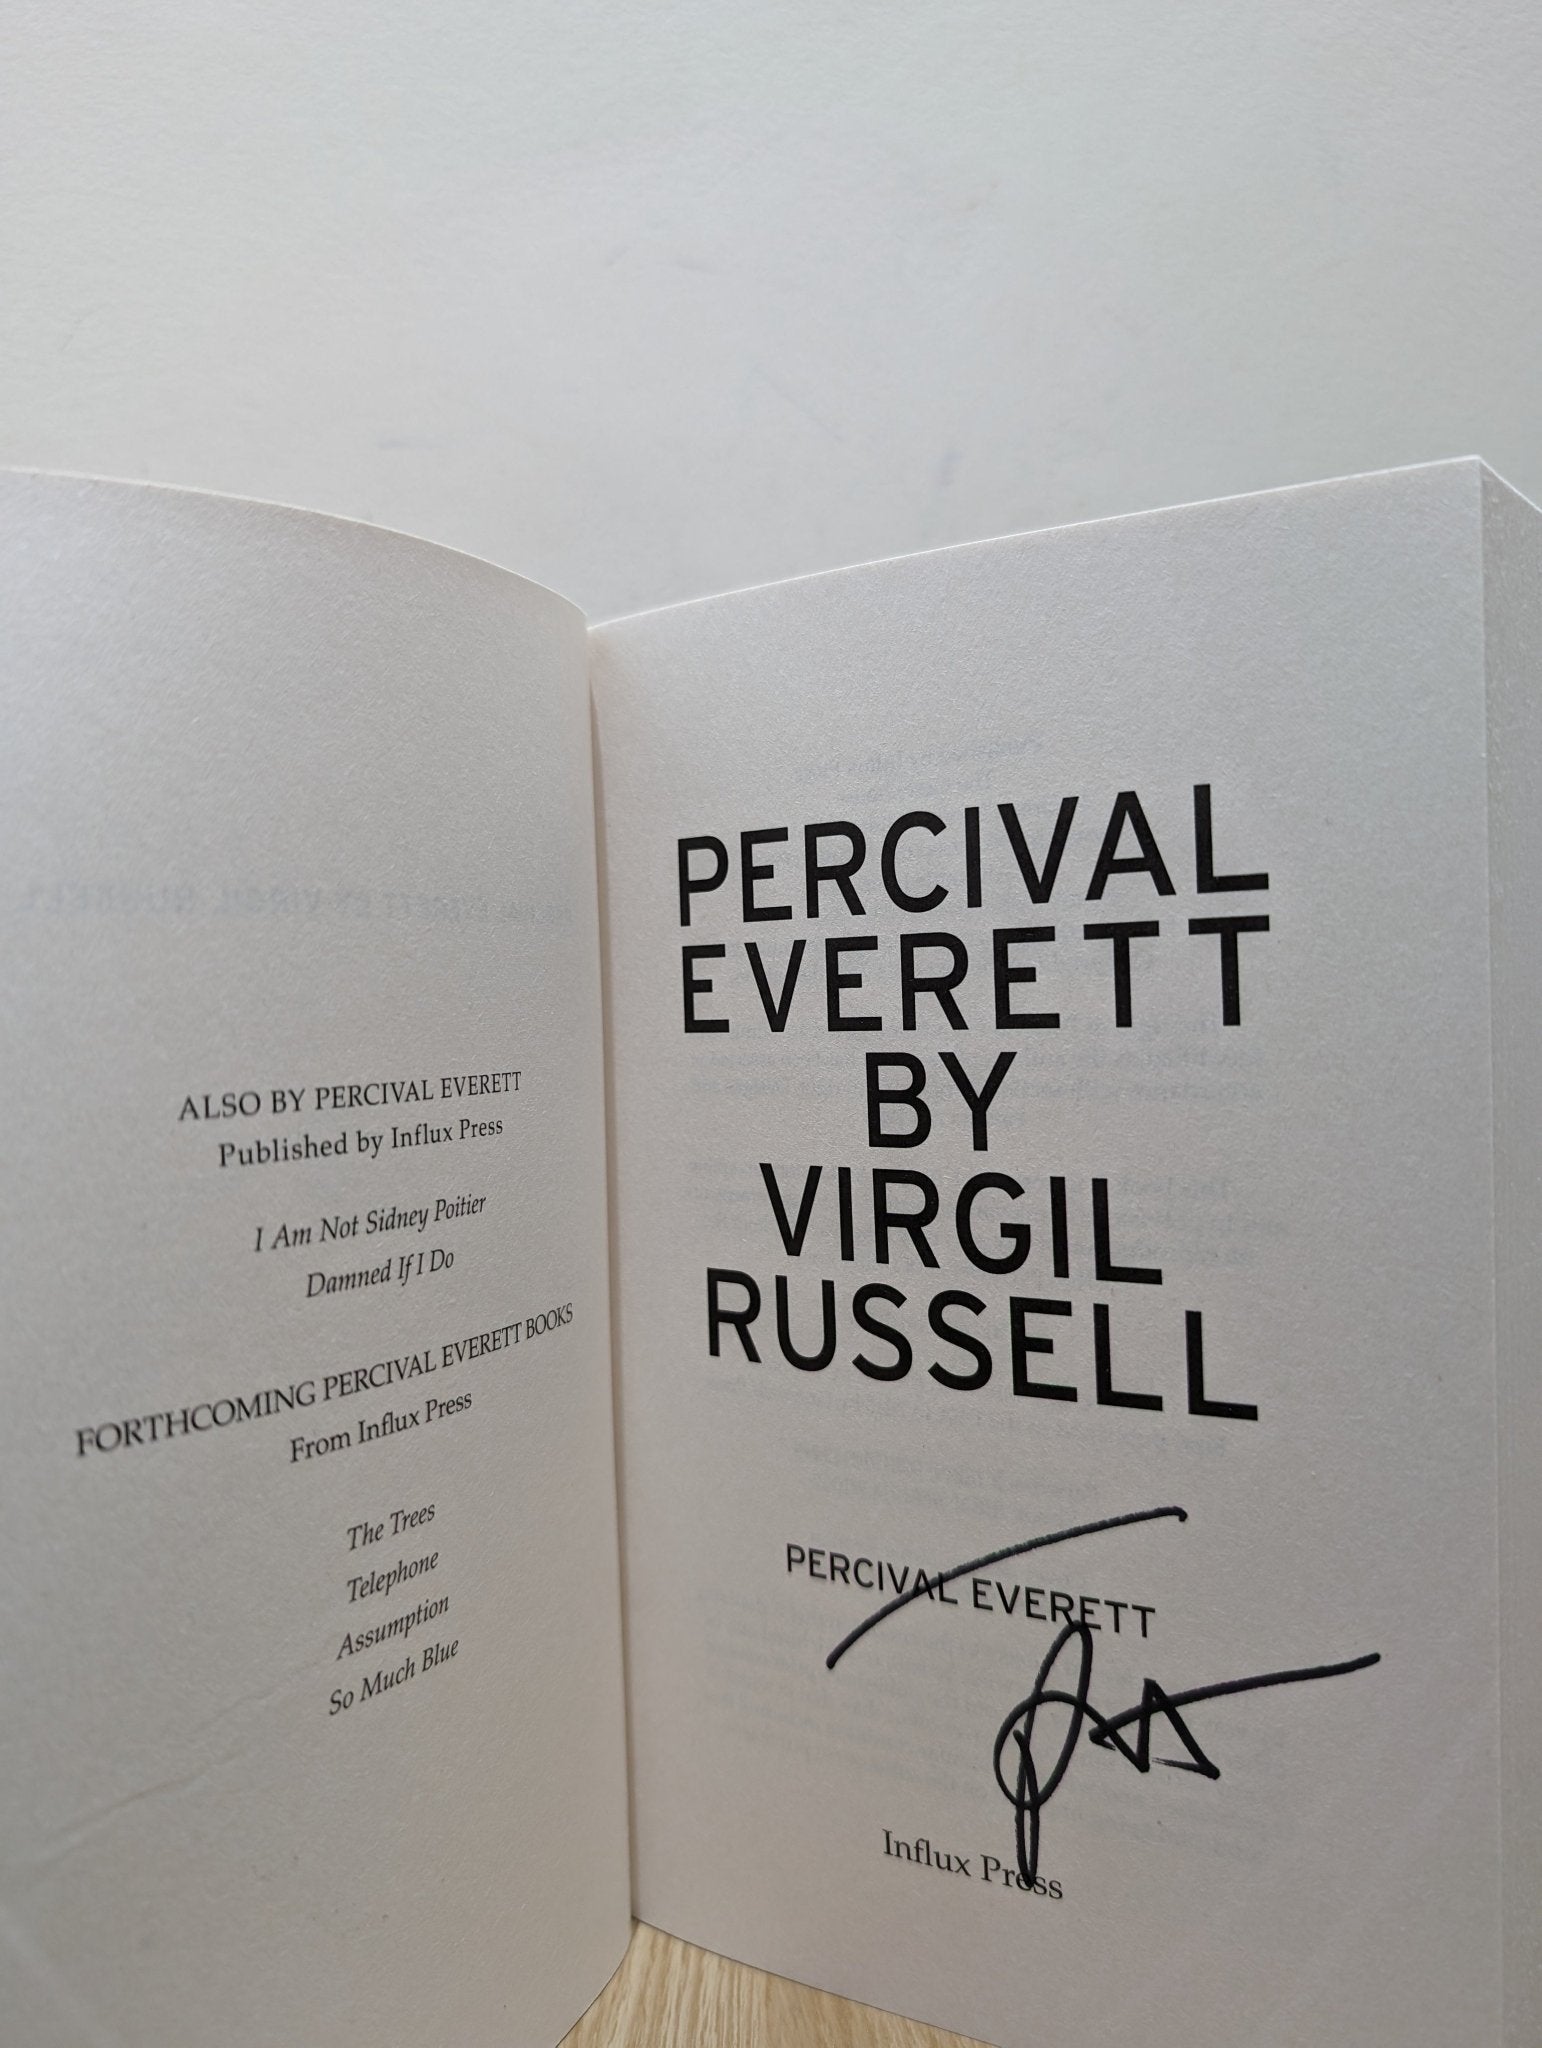 ALSO BY PERCIVAL EVERETT
Published by Influx Press
I Am Not Sidney Poitier
Damned If I Do
FORTHCOMING PERCIVAL EVERETT BOOKS
From Influx Press
The Trees
Telephone
Assumption
So Much Blue
PERCIVAL
EVERETT
BY
VIRGIL
RUSSELL
PERCIVAL EVERETT
Influx Press